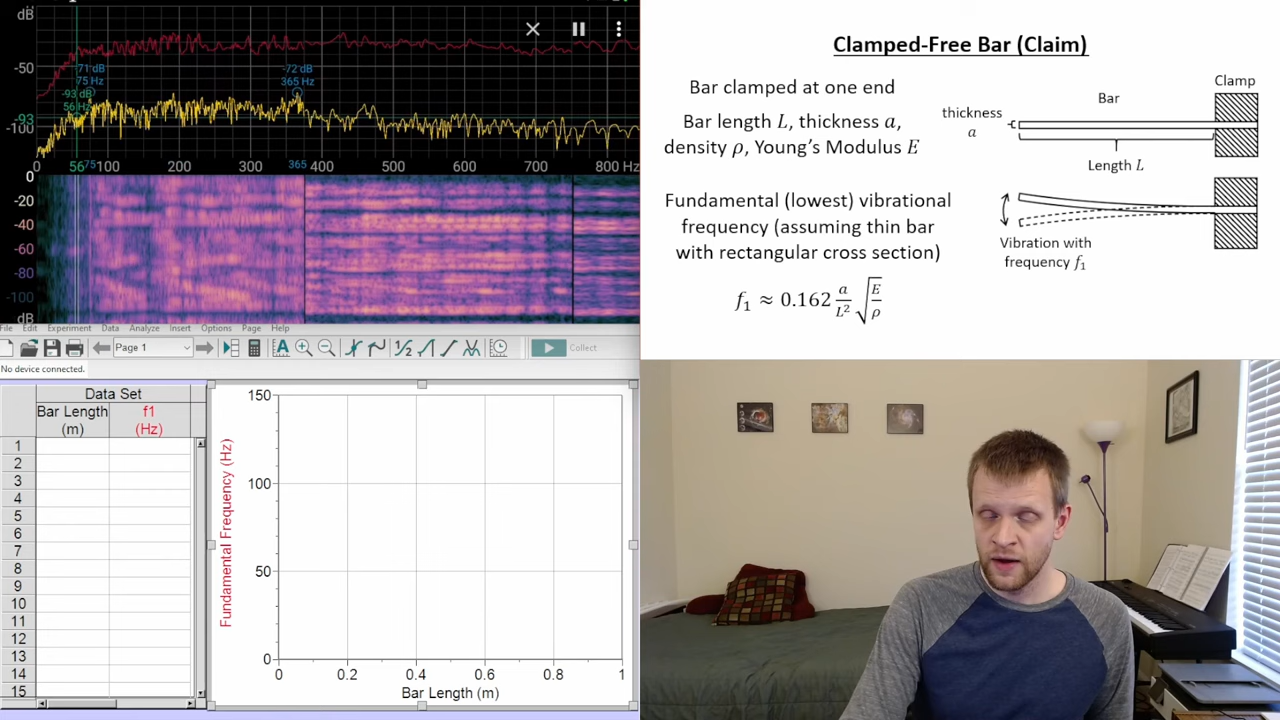 dB
-50
-71 dB
75 Hz
-93 dB
56 Hz
-72 dB
365 Hz
-93
-100
0 56 75 100 200 365 300 400 500 600 700 800 Hz
0
-20
-40
-60
-80
-100
dB
File Edit Experiment Data Analyze Insert Options Page Help
Page 1
Collect
No device connected.
Data Set
Bar Length
(m)
f1
(Hz)
1
2
3
4
5
6
7
8
9
10
11
12
13
14
15
Fundamental Frequency (Hz)
150
100
50
0
0 0.2 0.4 0.6 0.8 1
Bar Length (m)
Clamped-Free Bar (Claim)
Bar clamped at one end
Bar length L, thickness a,
density ρ, Young's Modulus E
Fundamental (lowest) vibrational
frequency (assuming thin bar
with rectangular cross section)
f₁ ≈ 0.162 a/L² √(E/ρ)
Clamp
Bar
thickness
a
Length L
Vibration with
frequency f₁